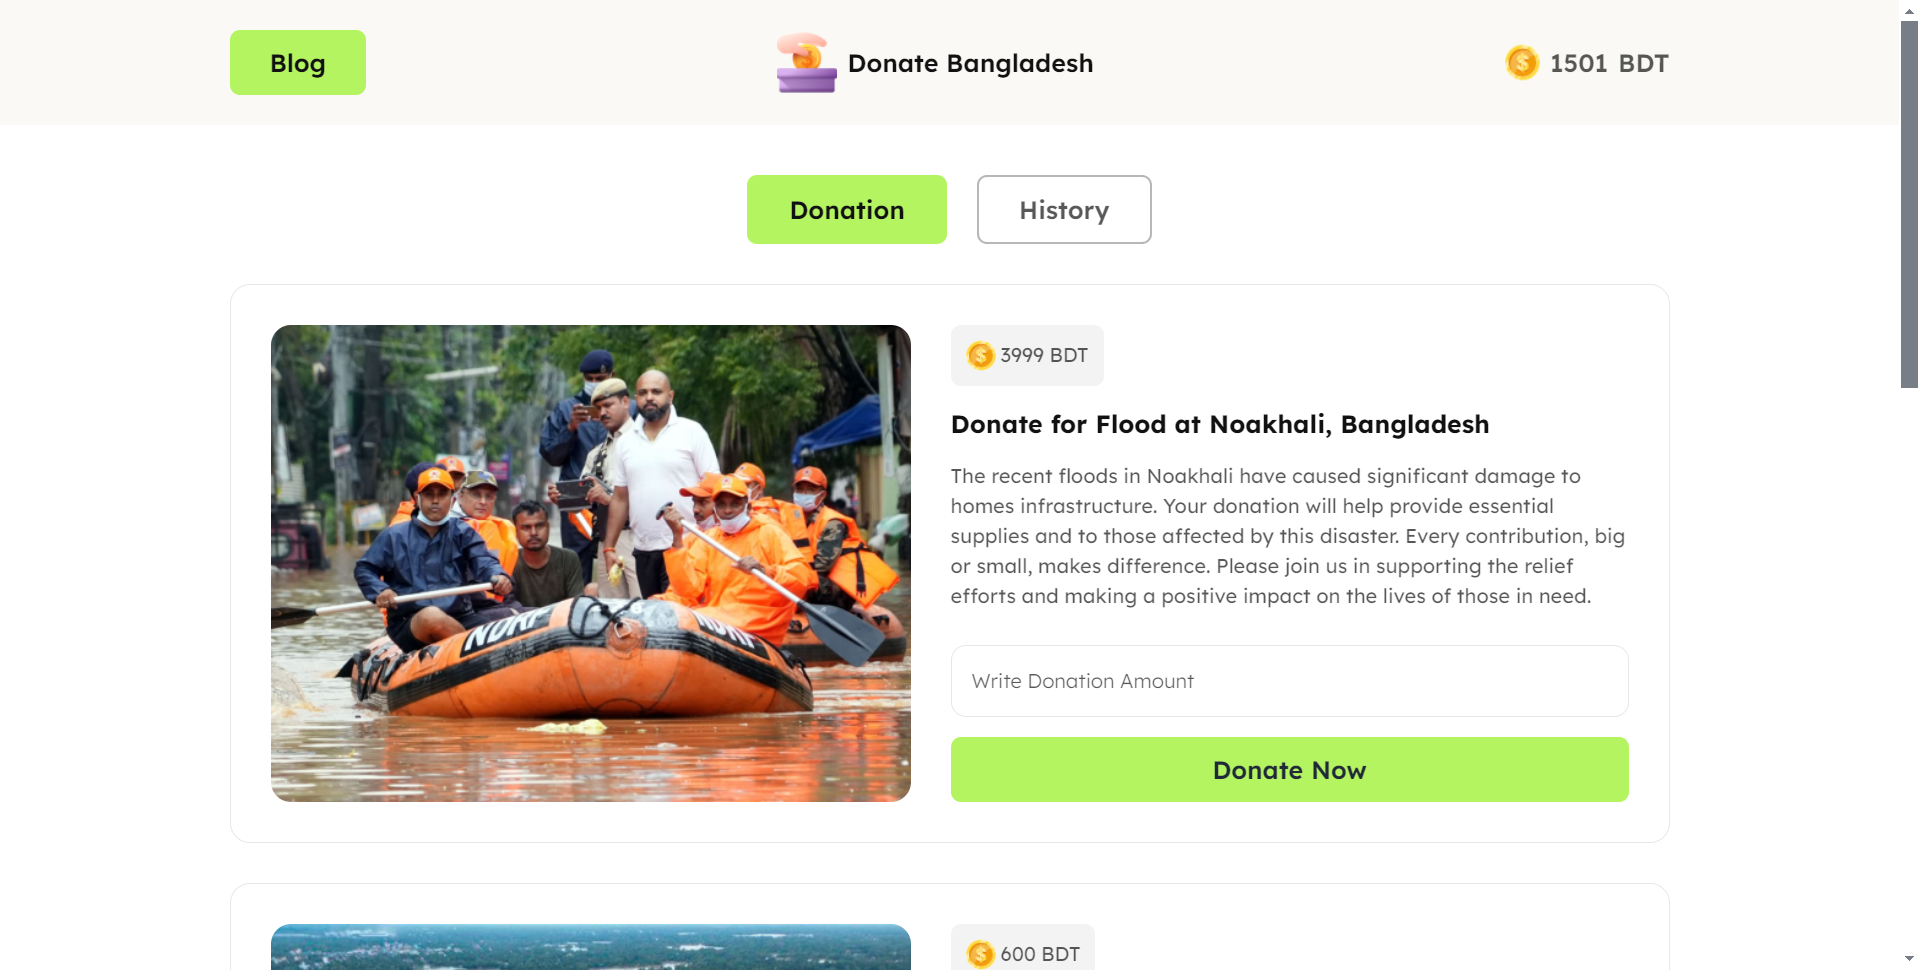 Blog
Donate Bangladesh
1501 BDT
Donation
History
3999 BDT
Donate for Flood at Noakhali, Bangladesh
The recent floods in Noakhali have caused significant damage to
homes infrastructure. Your donation will help provide essential
supplies and to those affected by this disaster. Every contribution, big
or small, makes difference. Please join us in supporting the relief
efforts and making a positive impact on the lives of those in need.
NDRF
NDRF
Write Donation Amount
Donate Now
600 BDT